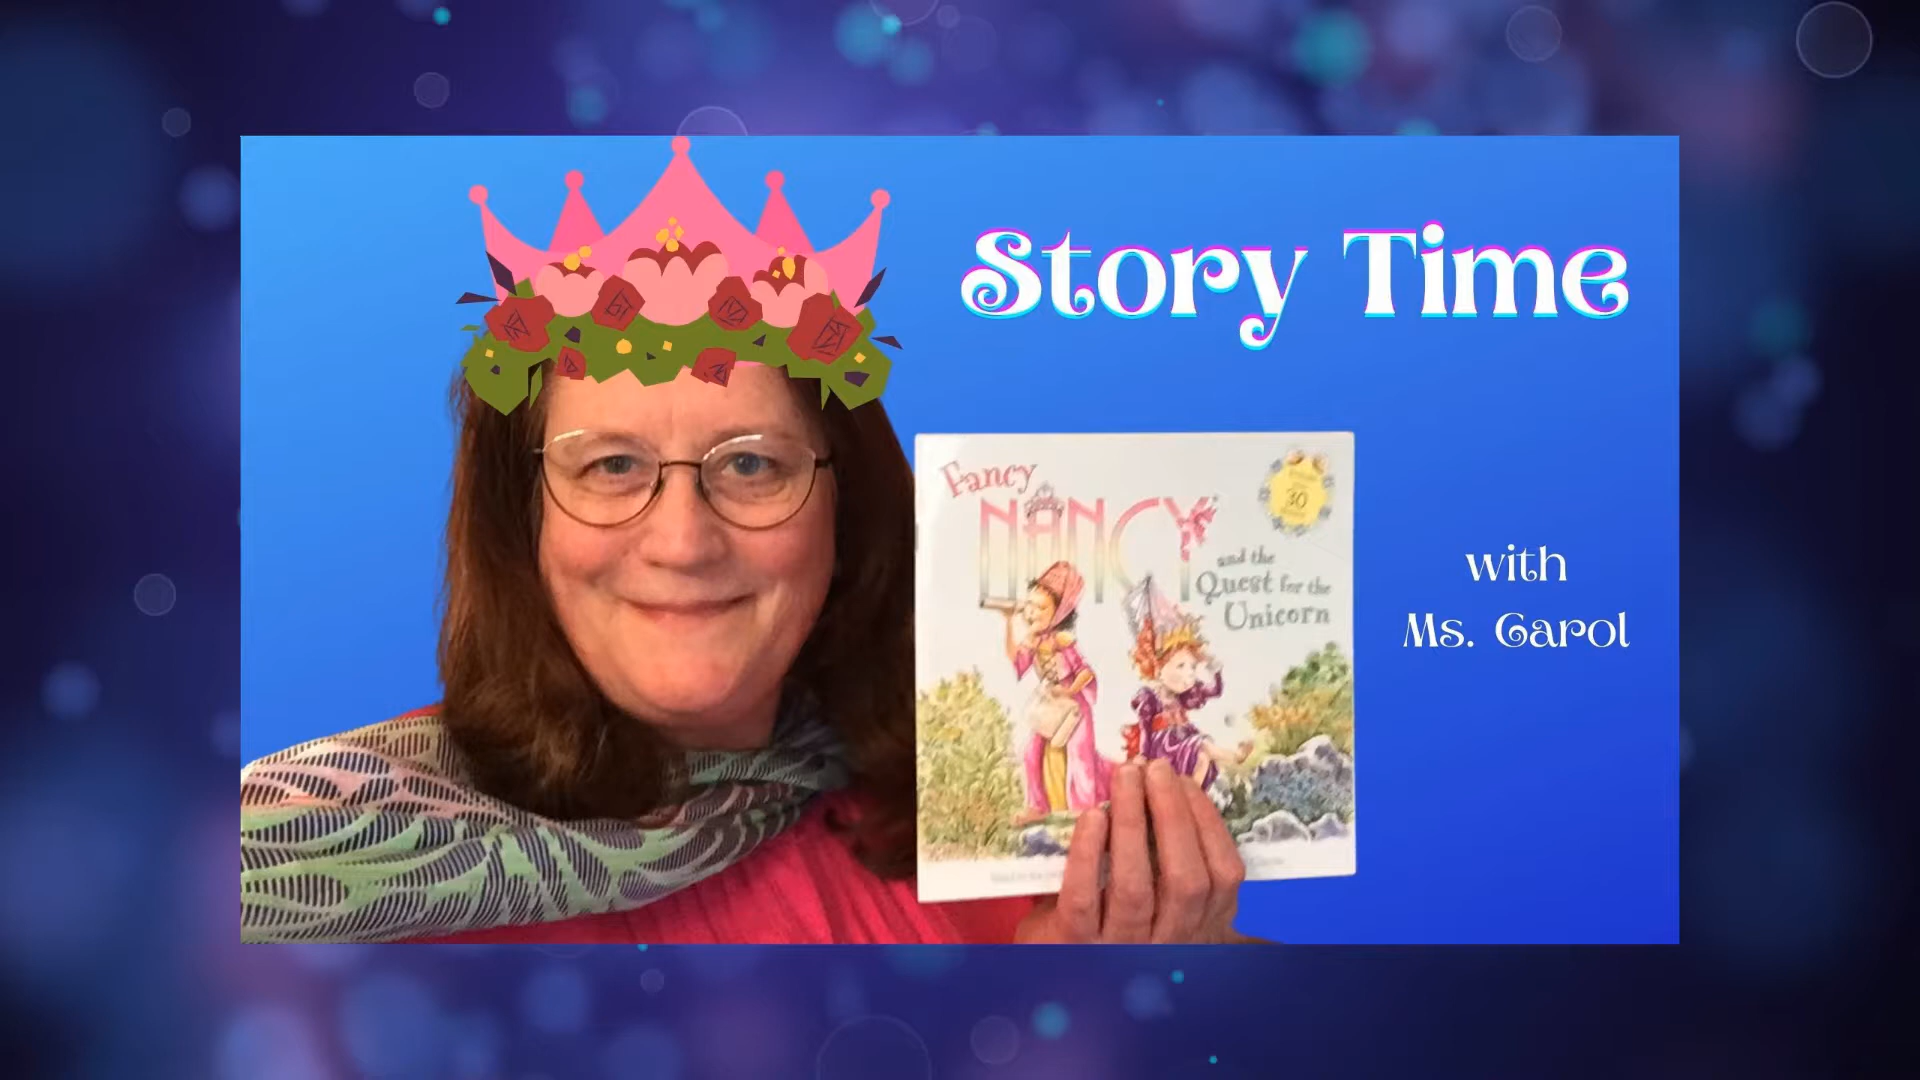 Story Time
with
Ms. Carol
Fancy
NANCY
30
and the
Quest for the
Unicorn